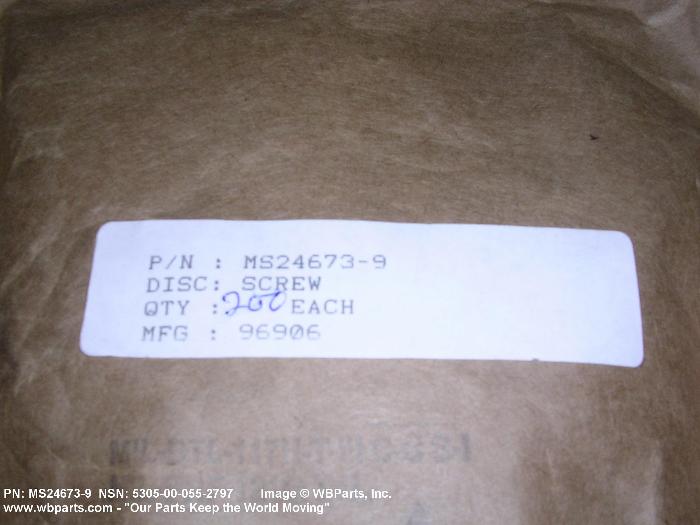 P/N : MS24673-9
DISC: SCREW
QTY : 200 EACH
MFG : 96906
PN: MS24673-9 NSN: 5305-00-055-2797 Image © WBParts, Inc.
www.wbparts.com - "Our Parts Keep the World Moving"